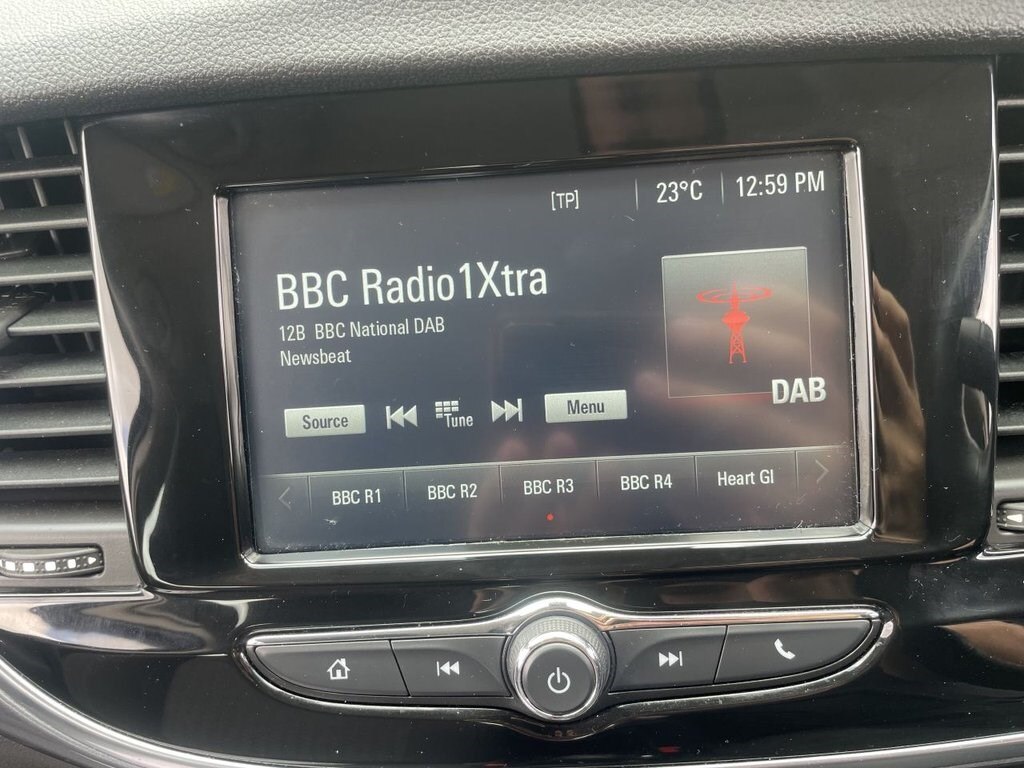 [TP] 23°C 12:59 PM
BBC Radio1Xtra
12B BBC National DAB
Newsbeat
DAB
Source Tune Menu
BBC R1 BBC R2 BBC R3 BBC R4 Heart Gl